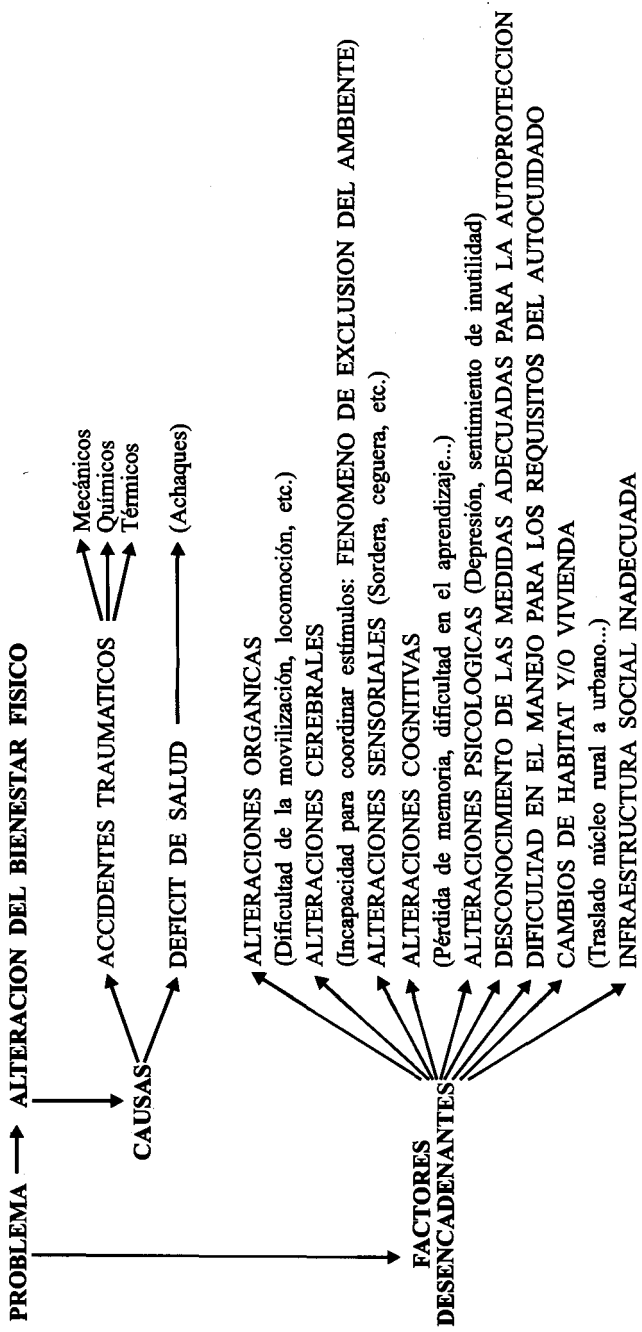 PROBLEMA ALTERACION DEL BIENESTAR FISICO
CAUSAS
ACCIDENTES TRAUMATICOS
Mecánicos
Químicos
Térmicos
DEFICIT DE SALUD (Achaques)
FACTORES
DESENCADENANTES
ALTERACIONES ORGANICAS
(Dificultad de la movilización, locomoción, etc.)
ALTERACIONES CEREBRALES
(Incapacidad para coordinar estímulos: FENOMENO DE EXCLUSION DEL AMBIENTE)
ALTERACIONES SENSORIALES (Sordera, ceguera, etc.)
ALTERACIONES COGNITIVAS
(Pérdida de memoria, dificultad en el aprendizaje...)
ALTERACIONES PSICOLOGICAS (Depresión, sentimiento de inutilidad)
DESCONOCIMIENTO DE LAS MEDIDAS ADECUADAS PARA LA AUTOPROTECCION
DIFICULTAD EN EL MANEJO PARA LOS REQUISITOS DEL AUTOCUIDADO
CAMBIOS DE HABITAT Y/O VIVIENDA
(Traslado núcleo rural a urbano...)
INFRAESTRUCTURA SOCIAL INADECUADA